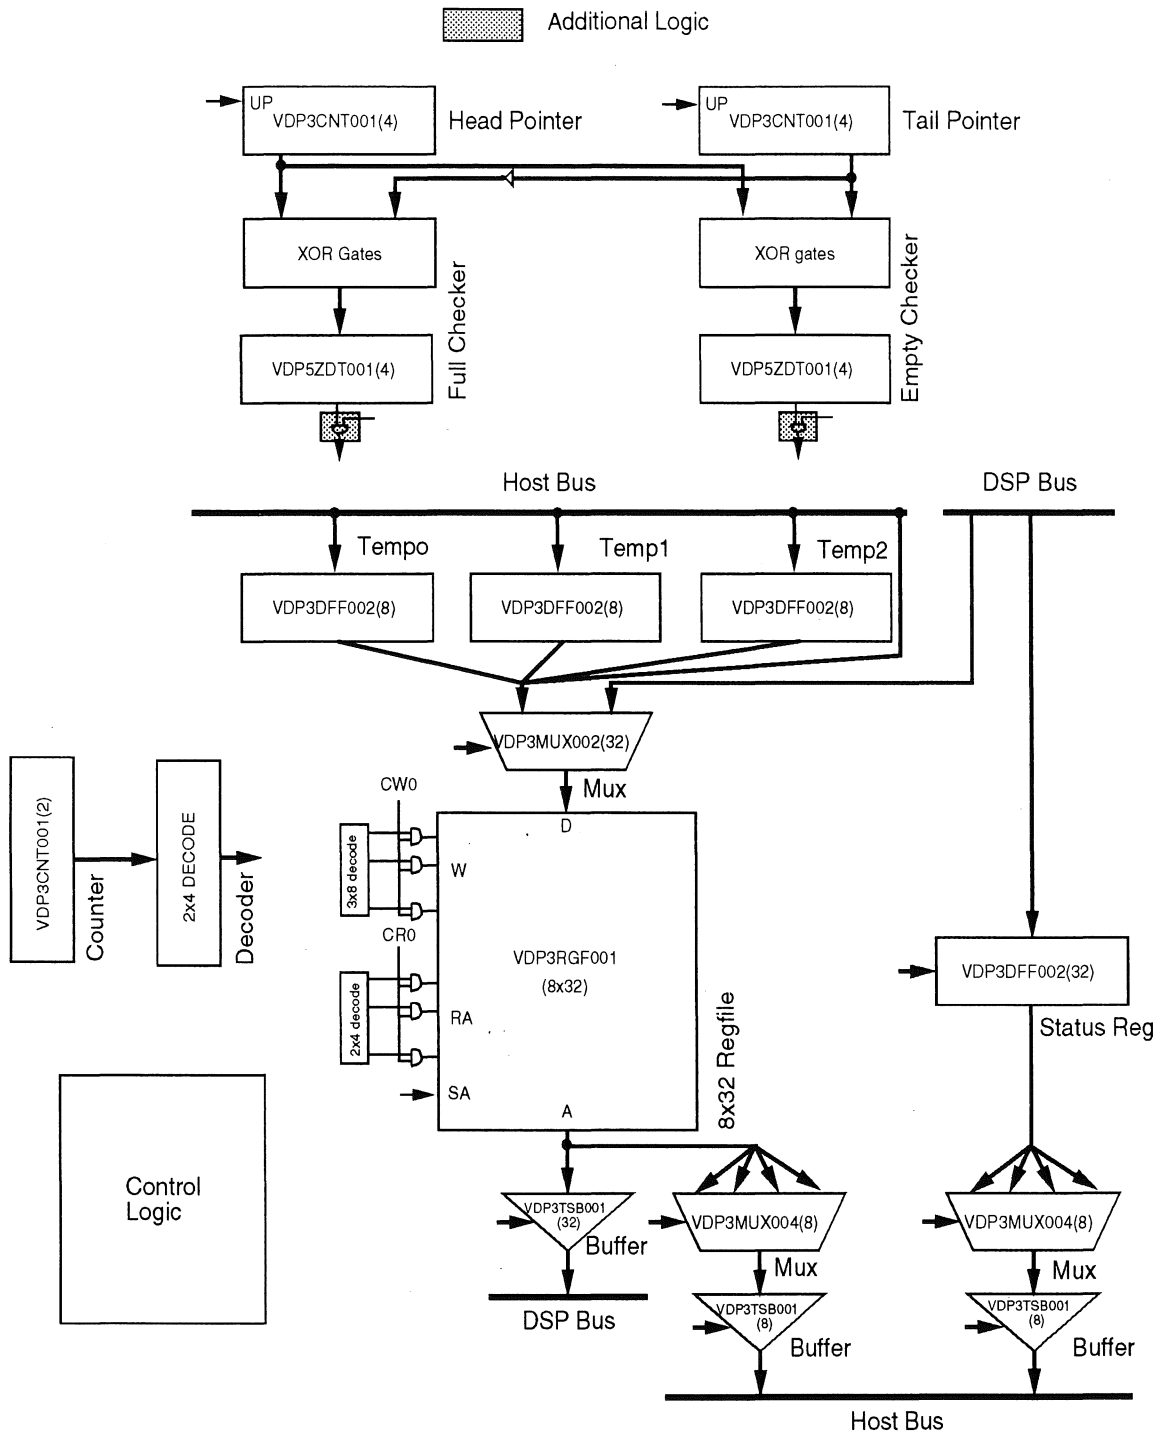 Additional Logic
UP
VDP3CNT001(4)
Head Pointer
UP
VDP3CNT001(4)
Tail Pointer
XOR Gates
XOR gates
Full Checker
Empty Checker
VDP5ZDT001(4)
VDP5ZDT001(4)
Host Bus
DSP Bus
Tempo
Temp1
Temp2
VDP3DFF002(8)
VDP3DFF002(8)
VDP3DFF002(8)
VDP3MUX002(32)
Mux
VDP3CNT001(2)
Counter
2x4 DECODE
Decoder
CW0
3x8 decode
CR0
2x4 decode
D
W
VDP3RGF001
(8x32)
RA
SA
A
8x32 Regfile
VDP3DFF002(32)
Status Reg
Control
Logic
VDP3TSB001
(32)
Buffer
DSP Bus
VDP3MUX004(8)
Mux
VDP3TSB001
(8)
Buffer
VDP3MUX004(8)
Mux
VDP3TSB001
(8)
Buffer
Host Bus